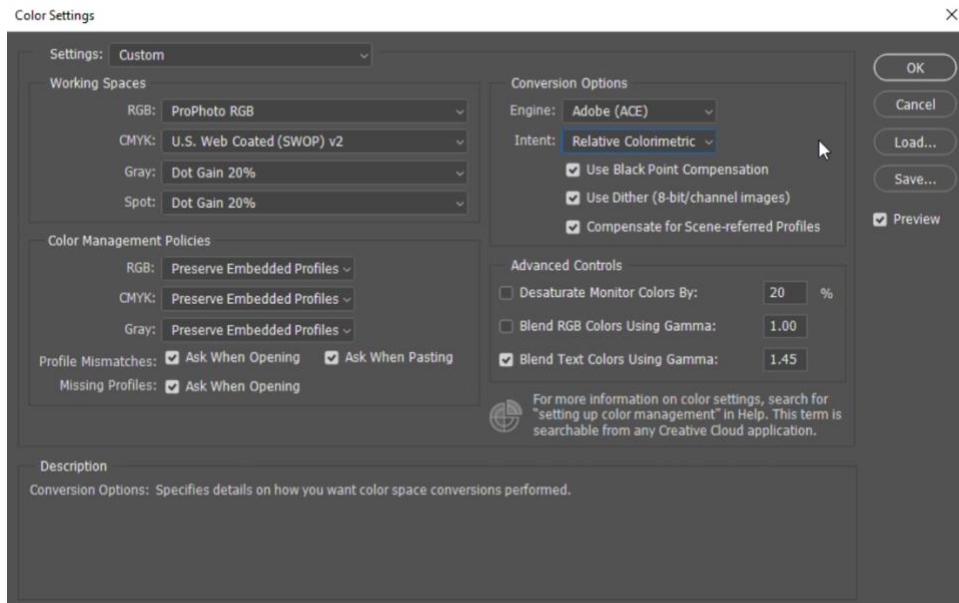 Color Settings
Settings: Custom
Working Spaces
RGB: ProPhoto RGB
CMYK: U.S. Web Coated (SWOP) v2
Gray: Dot Gain 20%
Spot: Dot Gain 20%
Color Management Policies
RGB: Preserve Embedded Profiles
CMYK: Preserve Embedded Profiles
Gray: Preserve Embedded Profiles
Profile Mismatches: Ask When Opening Ask When Pasting
Missing Profiles: Ask When Opening
Conversion Options
Engine: Adobe (ACE)
Intent: Relative Colorimetric
Use Black Point Compensation
Use Dither (8-bit/channel images)
Compensate for Scene-referred Profiles
Advanced Controls
Desaturate Monitor Colors By: 20 %
Blend RGB Colors Using Gamma: 1.00
Blend Text Colors Using Gamma: 1.45
For more information on color settings, search for
"setting up color management" in Help. This term is
searchable from any Creative Cloud application.
OK
Cancel
Load...
Save...
Preview
Description
Conversion Options: Specifies details on how you want color space conversions performed.